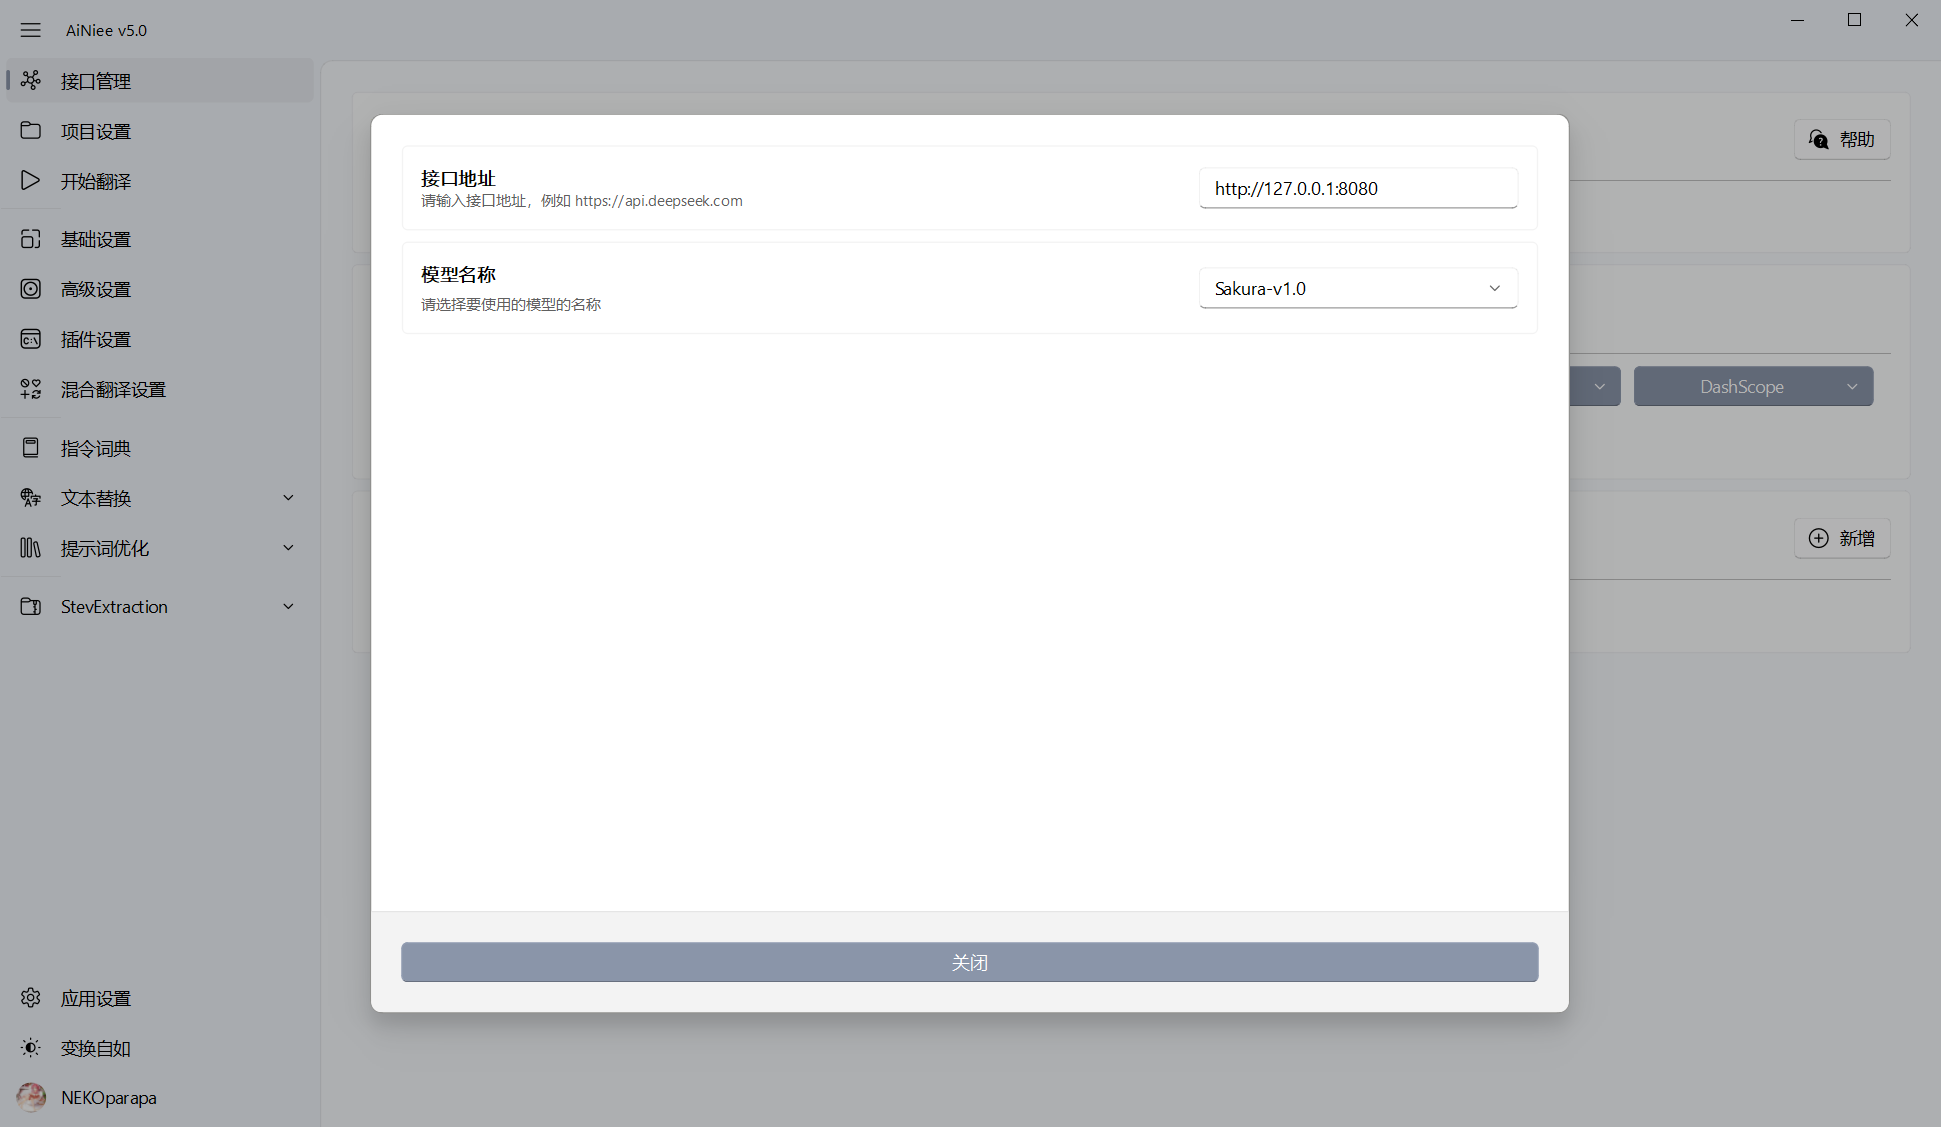 AiNiee v5.0
接口管理
项目设置
开始翻译
基础设置
高级设置
插件设置
混合翻译设置
指令词典
文本替换
提示词优化
StevExtraction
应用设置
变换自如
NEKOparapa
帮助
DashScope
新增
接口地址
请输入接口地址，例如 https://api.deepseek.com
http://127.0.0.1:8080
模型名称
请选择要使用的模型的名称
Sakura-v1.0
关闭